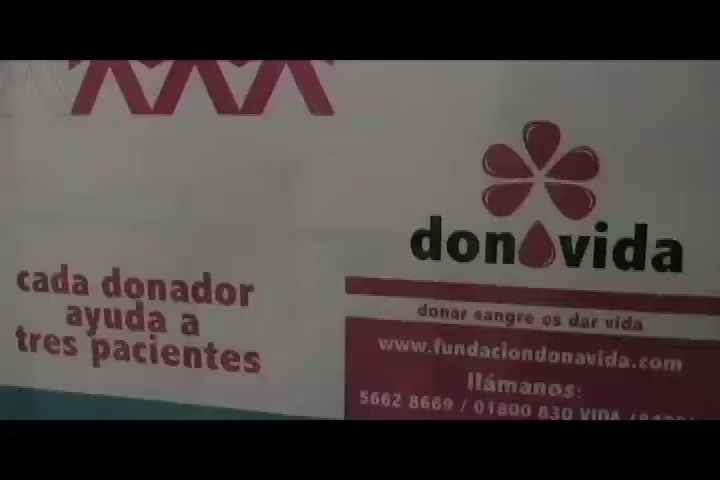 cada donador
ayuda a
tres pacientes
donavida
donar sangre es dar vida
www.fundaciondonavida.com
llámanos:
5662 8669 / 01800 830 VIDA